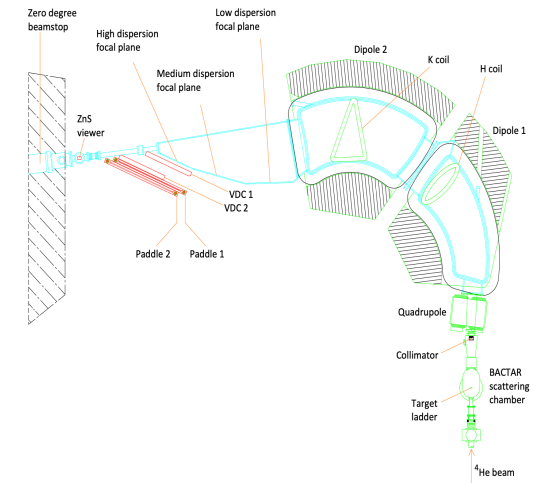 Zero degree
beamstop
High dispersion
focal plane
Low dispersion
focal plane
Medium dispersion
focal plane
Dipole 2
K coil
H coil
Dipole 1
ZnS
viewer
VDC 1
VDC 2
Paddle 2
Paddle 1
Quadrupole
Collimator
BACTAR
scattering
chamber
Target
ladder
⁴He beam